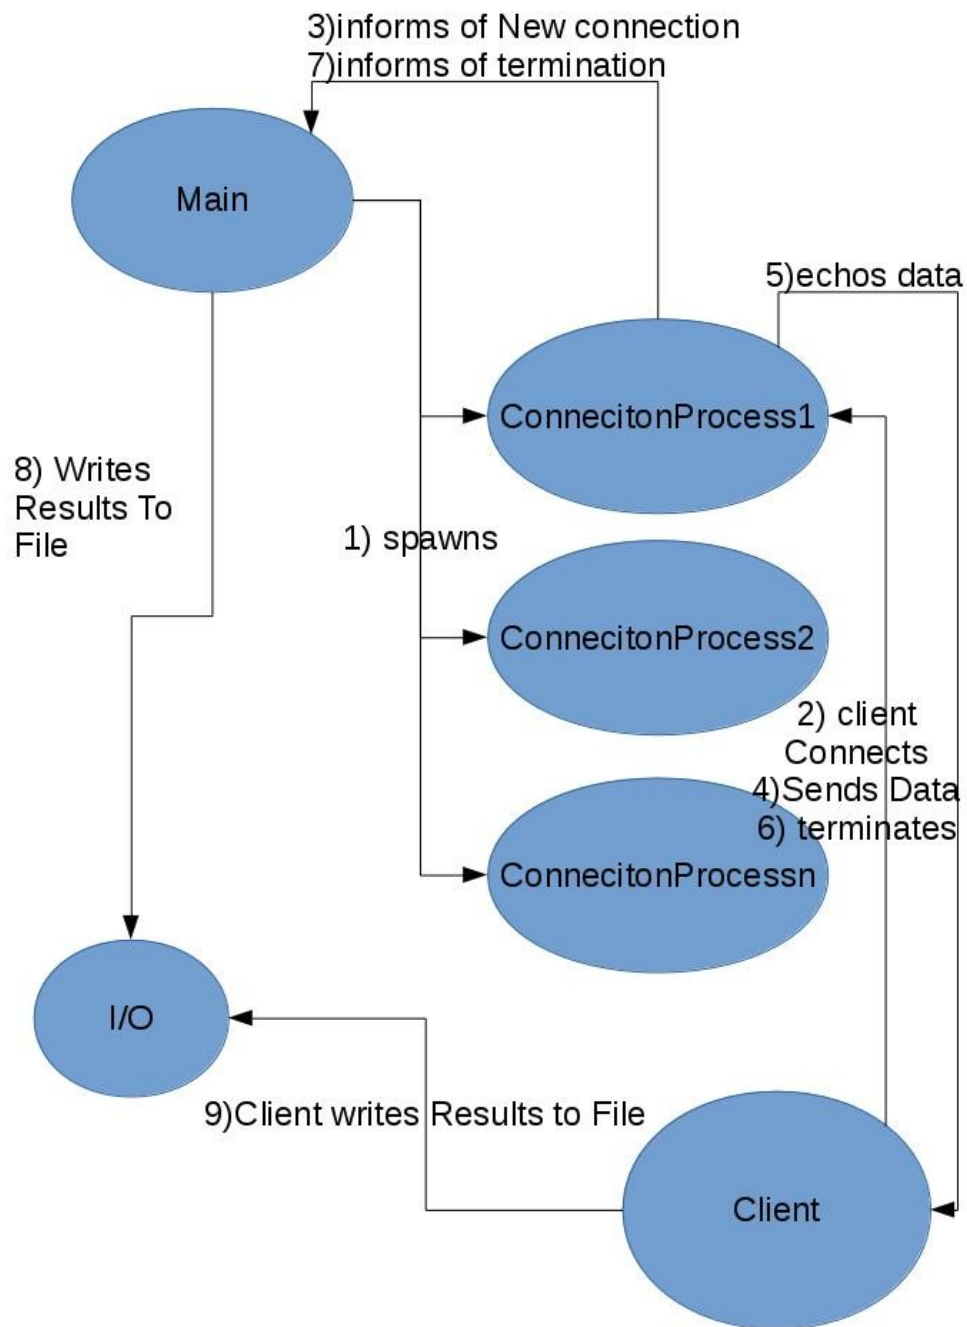 3)informs of New connection
7)informs of termination
Main
5)echos data
ConnecitonProcess1
8) Writes
Results To
File
1) spawns
ConnecitonProcess2
2) client
Connects
4)Sends Data
6) terminates
ConnecitonProcessn
I/O
9)Client writes Results to File
Client